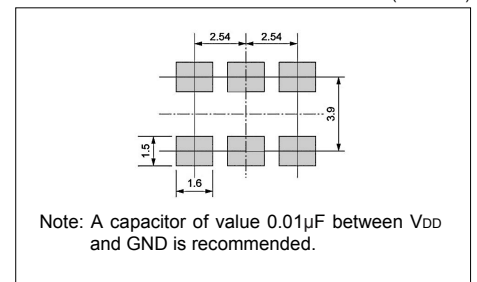 2.54 2.54
3.9
1.5
1.6
Note: A capacitor of value 0.01µF between VDD
and GND is recommended.